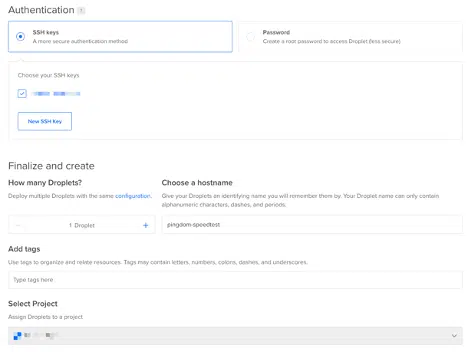 Authentication
SSH keys
A more secure authentication method
Password
Create a root password to access Droplet (less secure)
Choose your SSH keys
New SSH Key
Finalize and create
How many Droplets?
Deploy multiple Droplets with the same configuration.
1 Droplet
Choose a hostname
Give your Droplets an identifying name you will remember them by. Your Droplet name can only contain
alphanumeric characters, dashes, and periods.
pingdom-speedtest
Add tags
Use tags to organize and relate resources. Tags may contain letters, numbers, colons, dashes, and underscores.
Type tags here
Select Project
Assign Droplets to a project